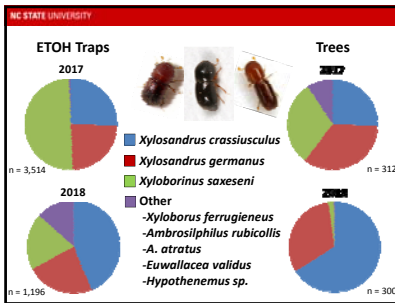 NC STATE UNIVERSITY
ETOH Traps
Trees
2017
n = 3,514
n = 312
Xylosandrus crassiusculus
Xylosandrus germanus
Xyloborinus saxeseni
Other
-Xyloborus ferrugieneus
-Ambrosilphilus rubicollis
-A. atratus
-Euwallacea validus
-Hypothenemus sp.
2018
n = 1,196
n = 300